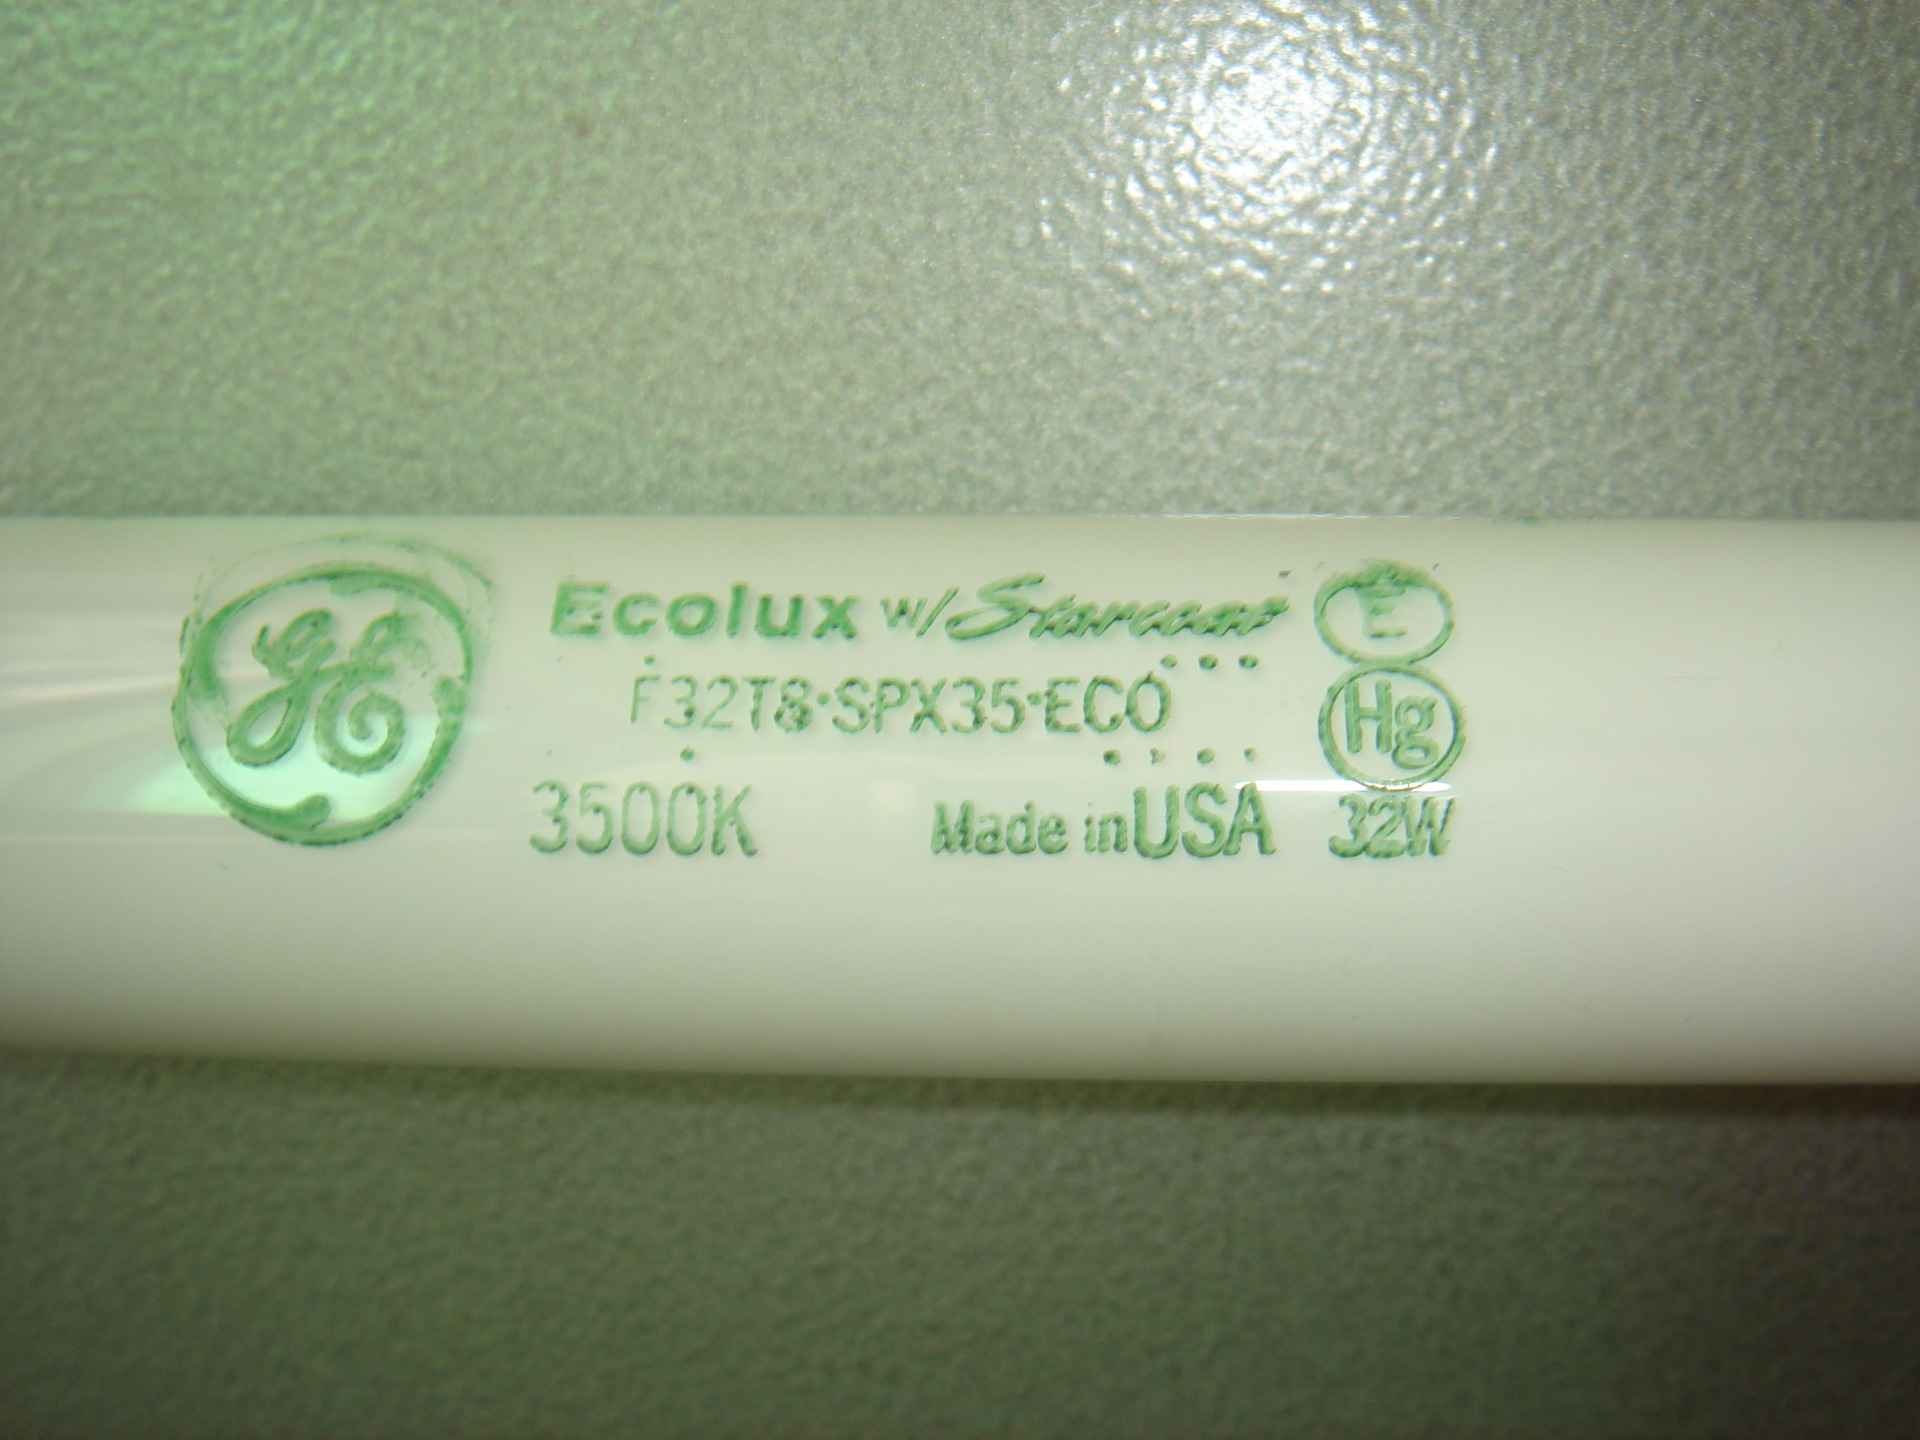 GE
Ecolux w/ Starcoat
E
F32T8·SPX35·ECO
Hg
3500K Made in USA 32W